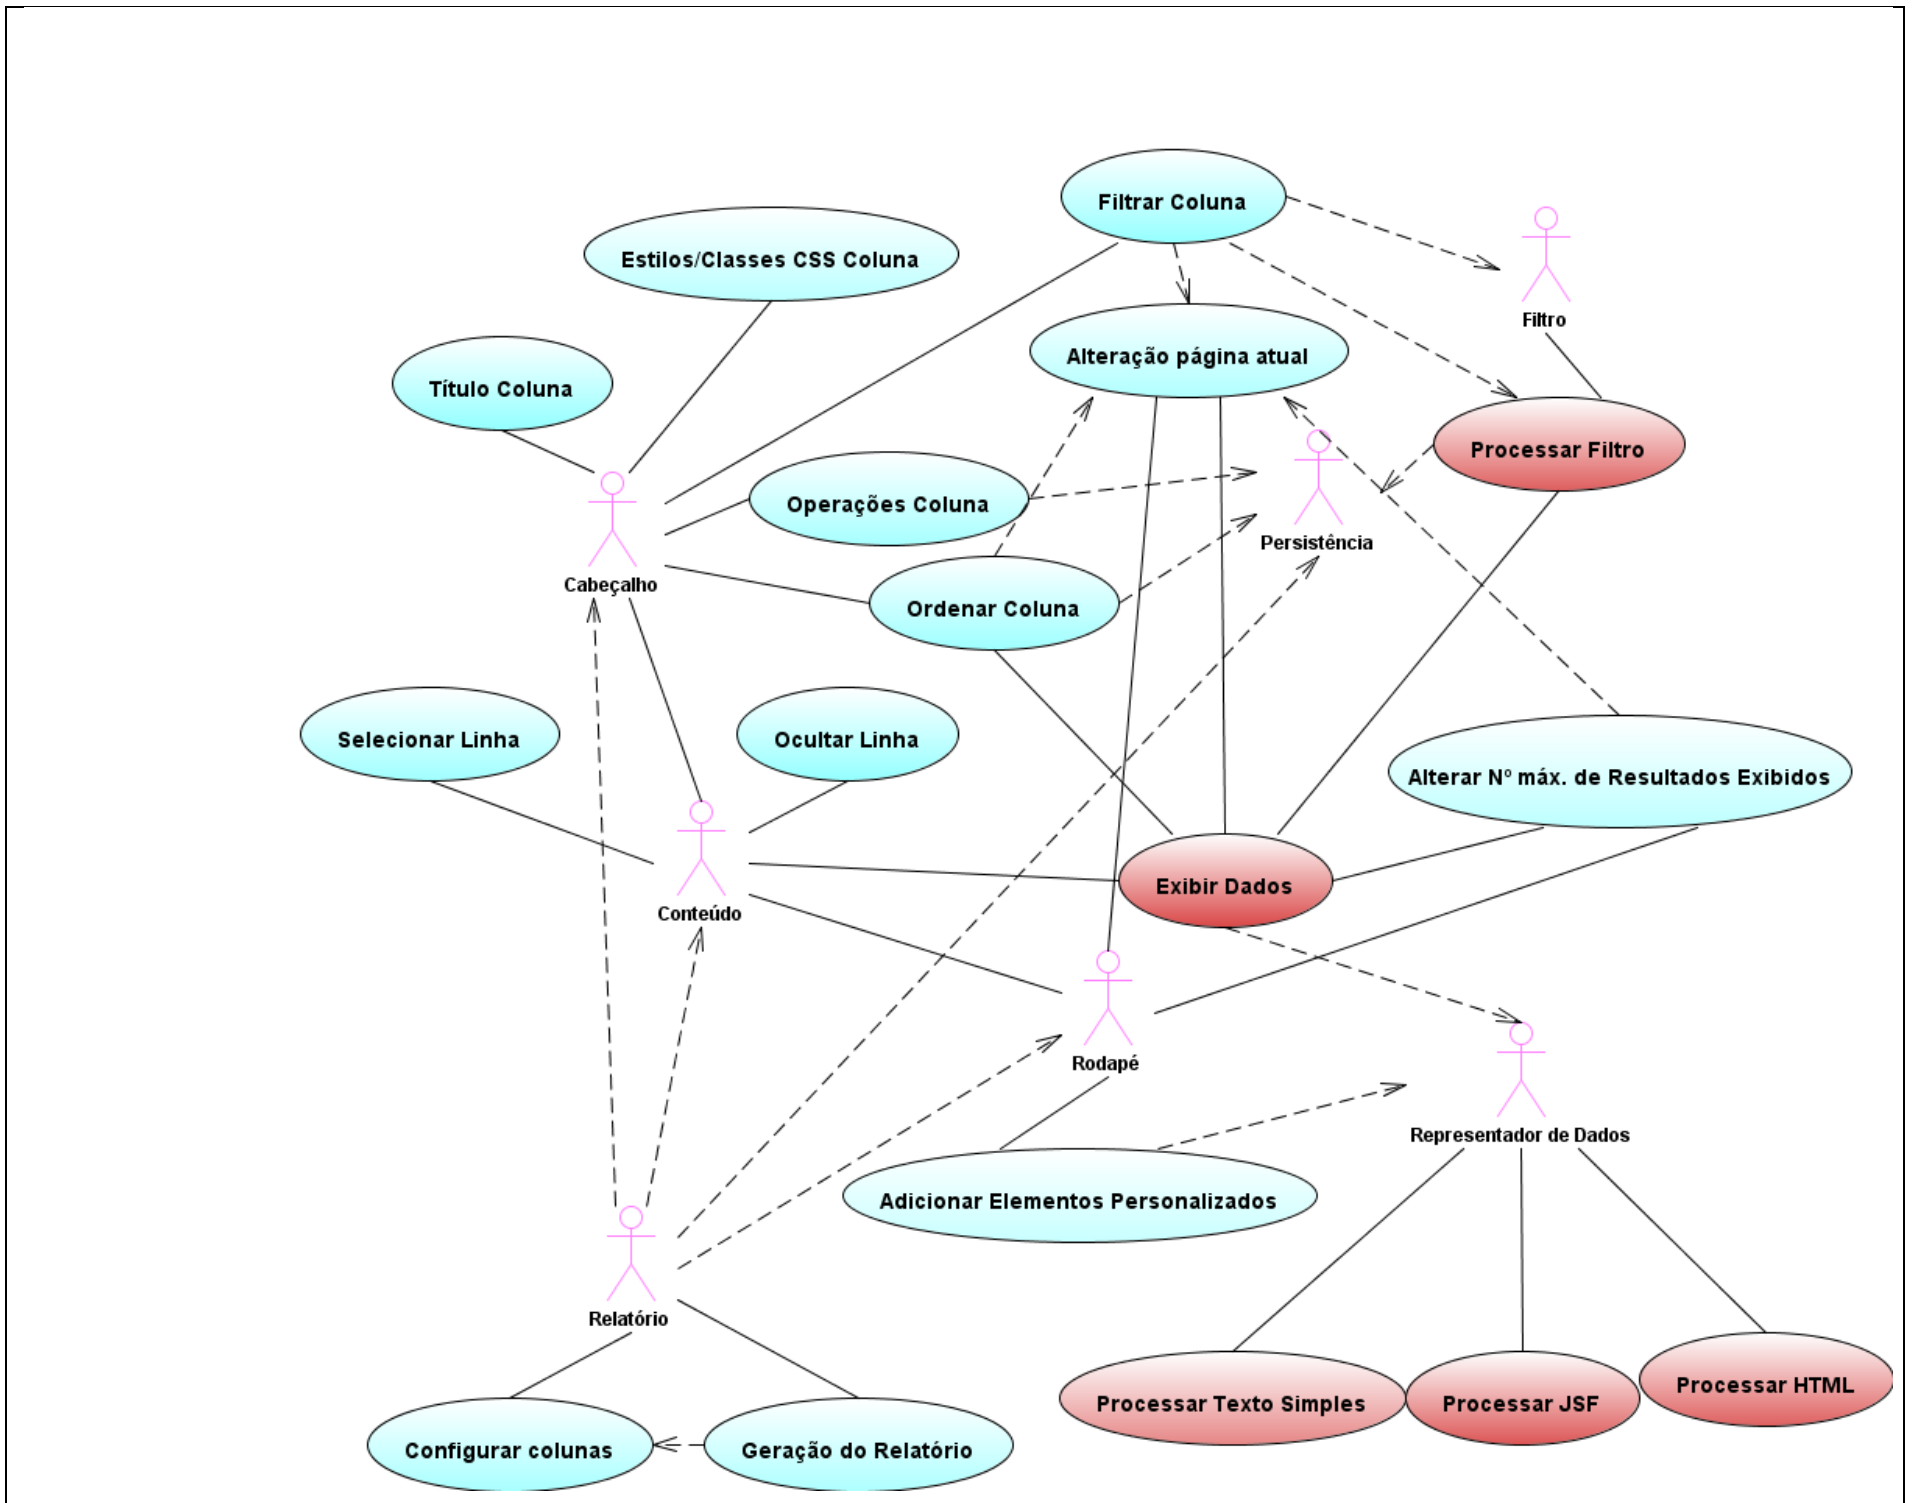 Filtrar Coluna
Estilos/Classes CSS Coluna
Filtro
Alteração página atual
Título Coluna
Processar Filtro
Operações Coluna
Persistência
Cabeçalho
Ordenar Coluna
Selecionar Linha
Ocultar Linha
Alterar Nº máx. de Resultados Exibidos
Exibir Dados
Conteúdo
Rodapé
Representador de Dados
Adicionar Elementos Personalizados
Relatório
Processar HTML
Processar Texto Simples
Processar JSF
Configurar colunas
Geração do Relatório